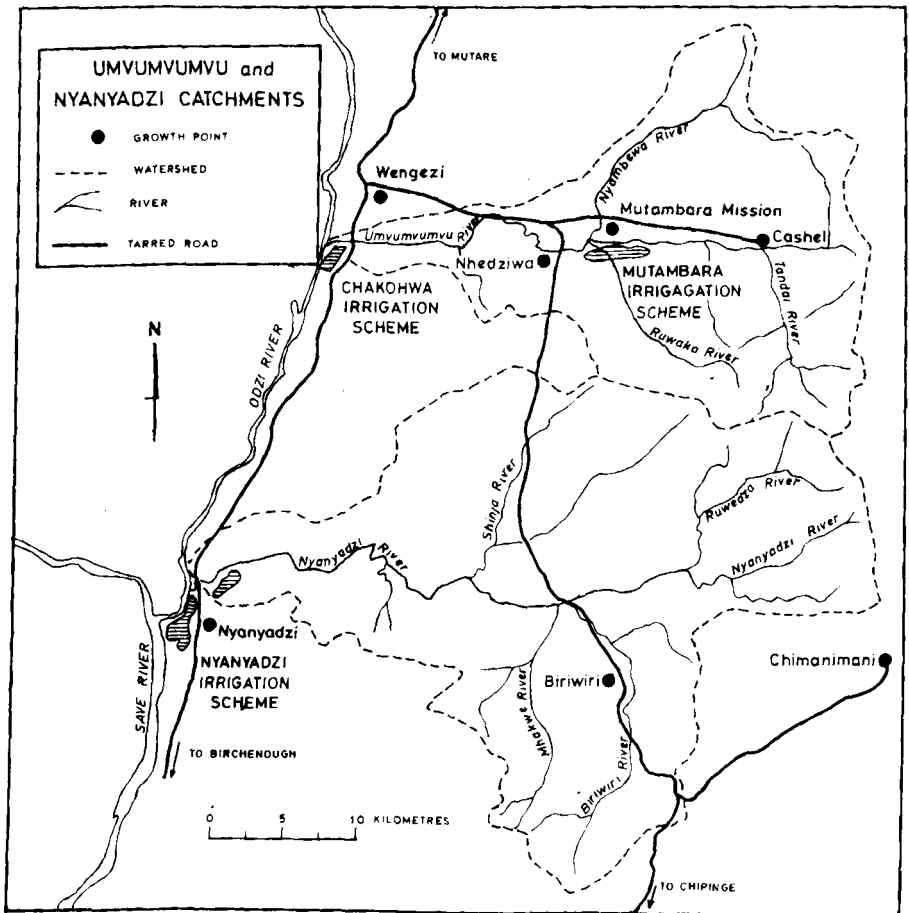 UMVUMVUMVU and
NYANYADZI CATCHMENTS
GROWTH POINT
WATERSHED
RIVER
TARRED ROAD
TO MUTARE
Wengezi
Nyambewa River
Mutambara Mission
Umvumvumvu River
Cashel
Nhedziwa
MUTAMBARA
IRRIGAGATION
SCHEME
Tandai River
CHAKOHWA
IRRIGATION
SCHEME
Ruwako River
N
ODZI RIVER
Shinja River
Ruwedza River
Nyanyadzi River
Nyanyadzi
River
Nyanyadzi
NYANYADZI
IRRIGATION
SCHEME
Chimanimani
Biriwiri
Mhakwe River
Biriwiri River
SAVE RIVER
TO BIRCHENOUGH
0 5 10 KILOMETRES
TO CHIPINGE